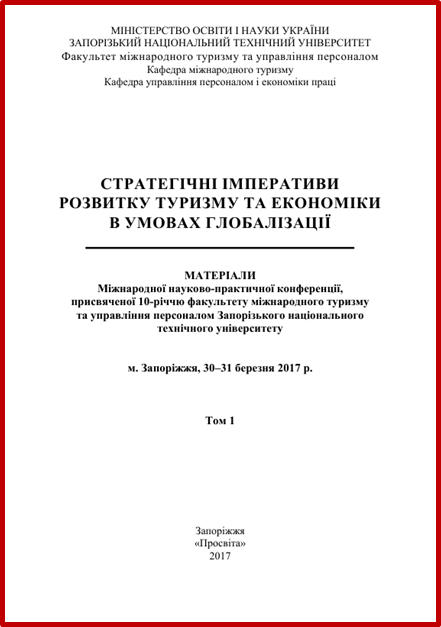 МІНІСТЕРСТВО ОСВІТИ І НАУКИ УКРАЇНИ
ЗАПОРІЗЬКИЙ НАЦІОНАЛЬНИЙ ТЕХНІЧНИЙ УНІВЕРСИТЕТ
Факультет міжнародного туризму та управління персоналом
Кафедра міжнародного туризму
Кафедра управління персоналом і економіки праці
СТРАТЕГІЧНІ ІМПЕРАТИВИ
РОЗВИТКУ ТУРИЗМУ ТА ЕКОНОМІКИ
В УМОВАХ ГЛОБАЛІЗАЦІЇ
МАТЕРІАЛИ
Міжнародної науково-практичної конференції,
присвяченої 10-річчю факультету міжнародного туризму
та управління персоналом Запорізького національного
технічного університету
м. Запоріжжя, 30–31 березня 2017 р.
Том 1
Запоріжжя
«Просвіта»
2017